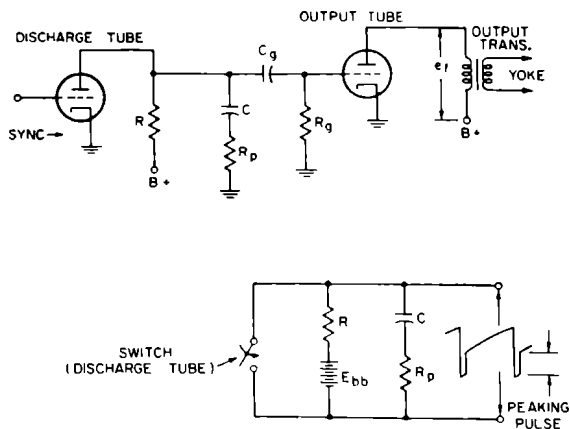 DISCHARGE TUBE
OUTPUT TUBE
OUTPUT
TRANS.
YOKE
Cg
e1
SYNC →
R
C
Rp
Rg
B+
B+
SWITCH
(DISCHARGE TUBE)
R
Ebb
C
Rp
PEAKING
PULSE